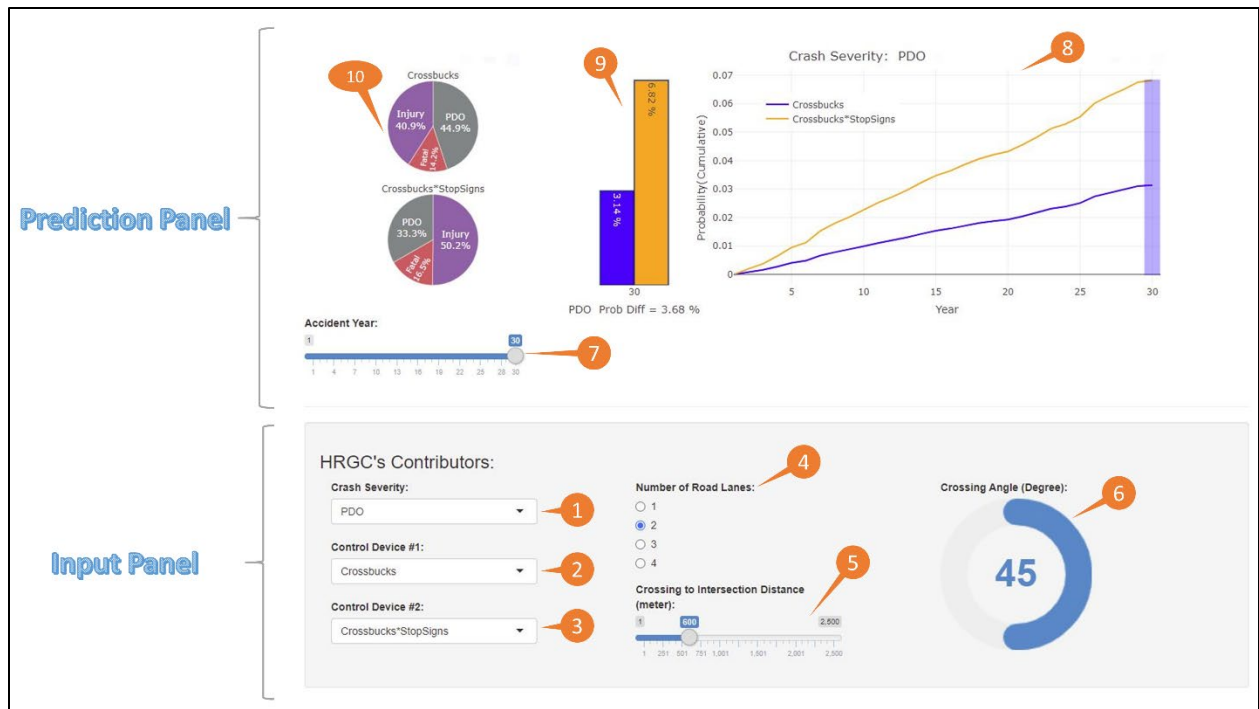 Prediction Panel
10
Crossbucks
Injury
40.9%
PDO
44.9%
Fatal
14.2%
Crossbucks*StopSigns
PDO
33.3%
Injury
50.2%
Fatal
16.5%
9
3.14 %
6.82 %
30
PDO Prob Diff = 3.68 %
8
Crash Severity: PDO
Probability(Cumulative)
0.07
0.06
0.05
0.04
0.03
0.02
0.01
0
Crossbucks
Crossbucks*StopSigns
5 10 15 20 25 30
Year
Accident Year:
1 30
7
1 4 7 10 13 16 19 22 25 28 30
Input Panel
HRGC's Contributors:
Crash Severity:
PDO
1
Control Device #1:
Crossbucks
2
Control Device #2:
Crossbucks*StopSigns
3
Number of Road Lanes:
4
1
2
3
4
Crossing to Intersection Distance
(meter):
5
1 600 2,500
1 251 501 751 1,001 1,501 2,001 2,500
Crossing Angle (Degree):
6
45